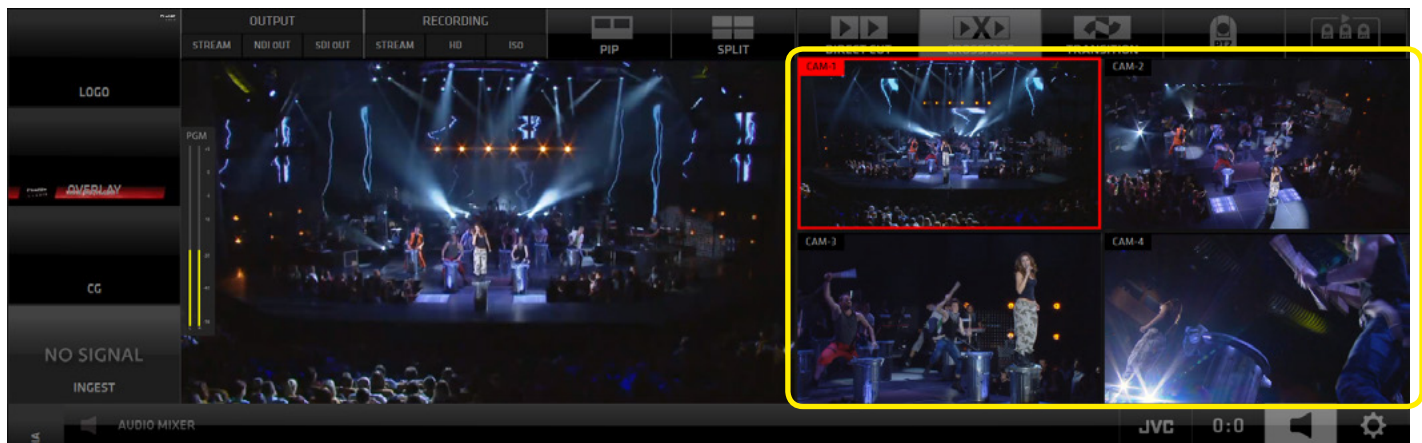 OUTPUT
RECORDING
STREAM NDI OUT SDI OUT STREAM HD ISO
PIP
SPLIT
DIRECT CUT
CROSSFADE
TRANSITION
PTZ
LOGO
OVERLAY
CG
NO SIGNAL
INGEST
PGM
CAM-1
CAM-2
CAM-3
CAM-4
AUDIO MIXER
JVC
0:0